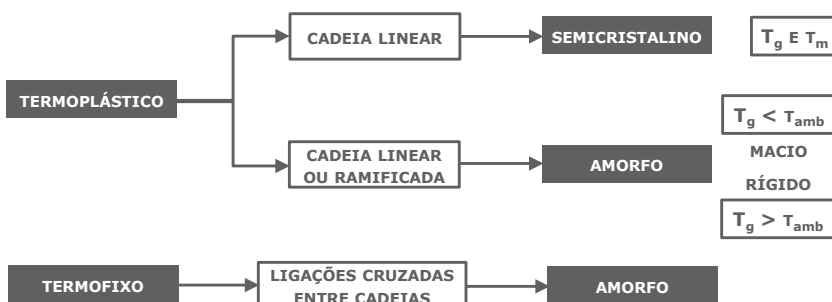 CADEIA LINEAR
SEMICRISTALINO
Tg E Tm
TERMOPLÁSTICO
Tg < Tamb
CADEIA LINEAR
OU RAMIFICADA
AMORFO
MACIO
RÍGIDO
Tg > Tamb
TERMOFIXO
LIGAÇÕES CRUZADAS
ENTRE CADEIAS
AMORFO